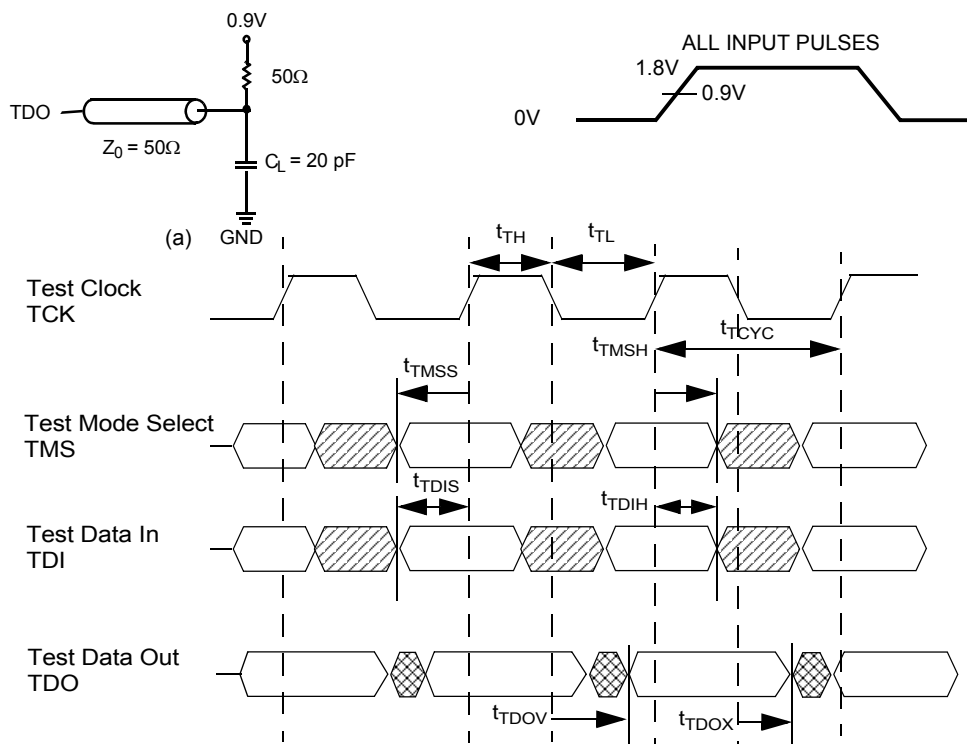 0.9V
50Ω
TDO
Z0 = 50Ω
CL = 20 pF
(a)
GND
ALL INPUT PULSES
1.8V
0.9V
0V
tTH
tTL
Test Clock
TCK
tTCYC
tTMSH
tTMSS
Test Mode Select
TMS
tTDIS
tTDIH
Test Data In
TDI
Test Data Out
TDO
tTDOV
tTDOX